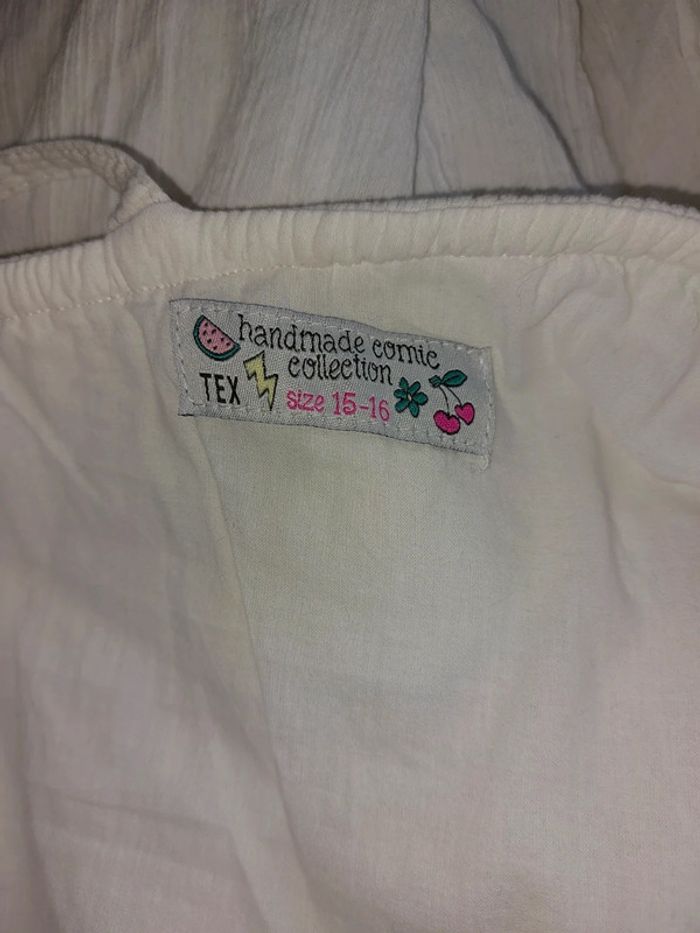 handmade comic
collection
TEX size 15-16